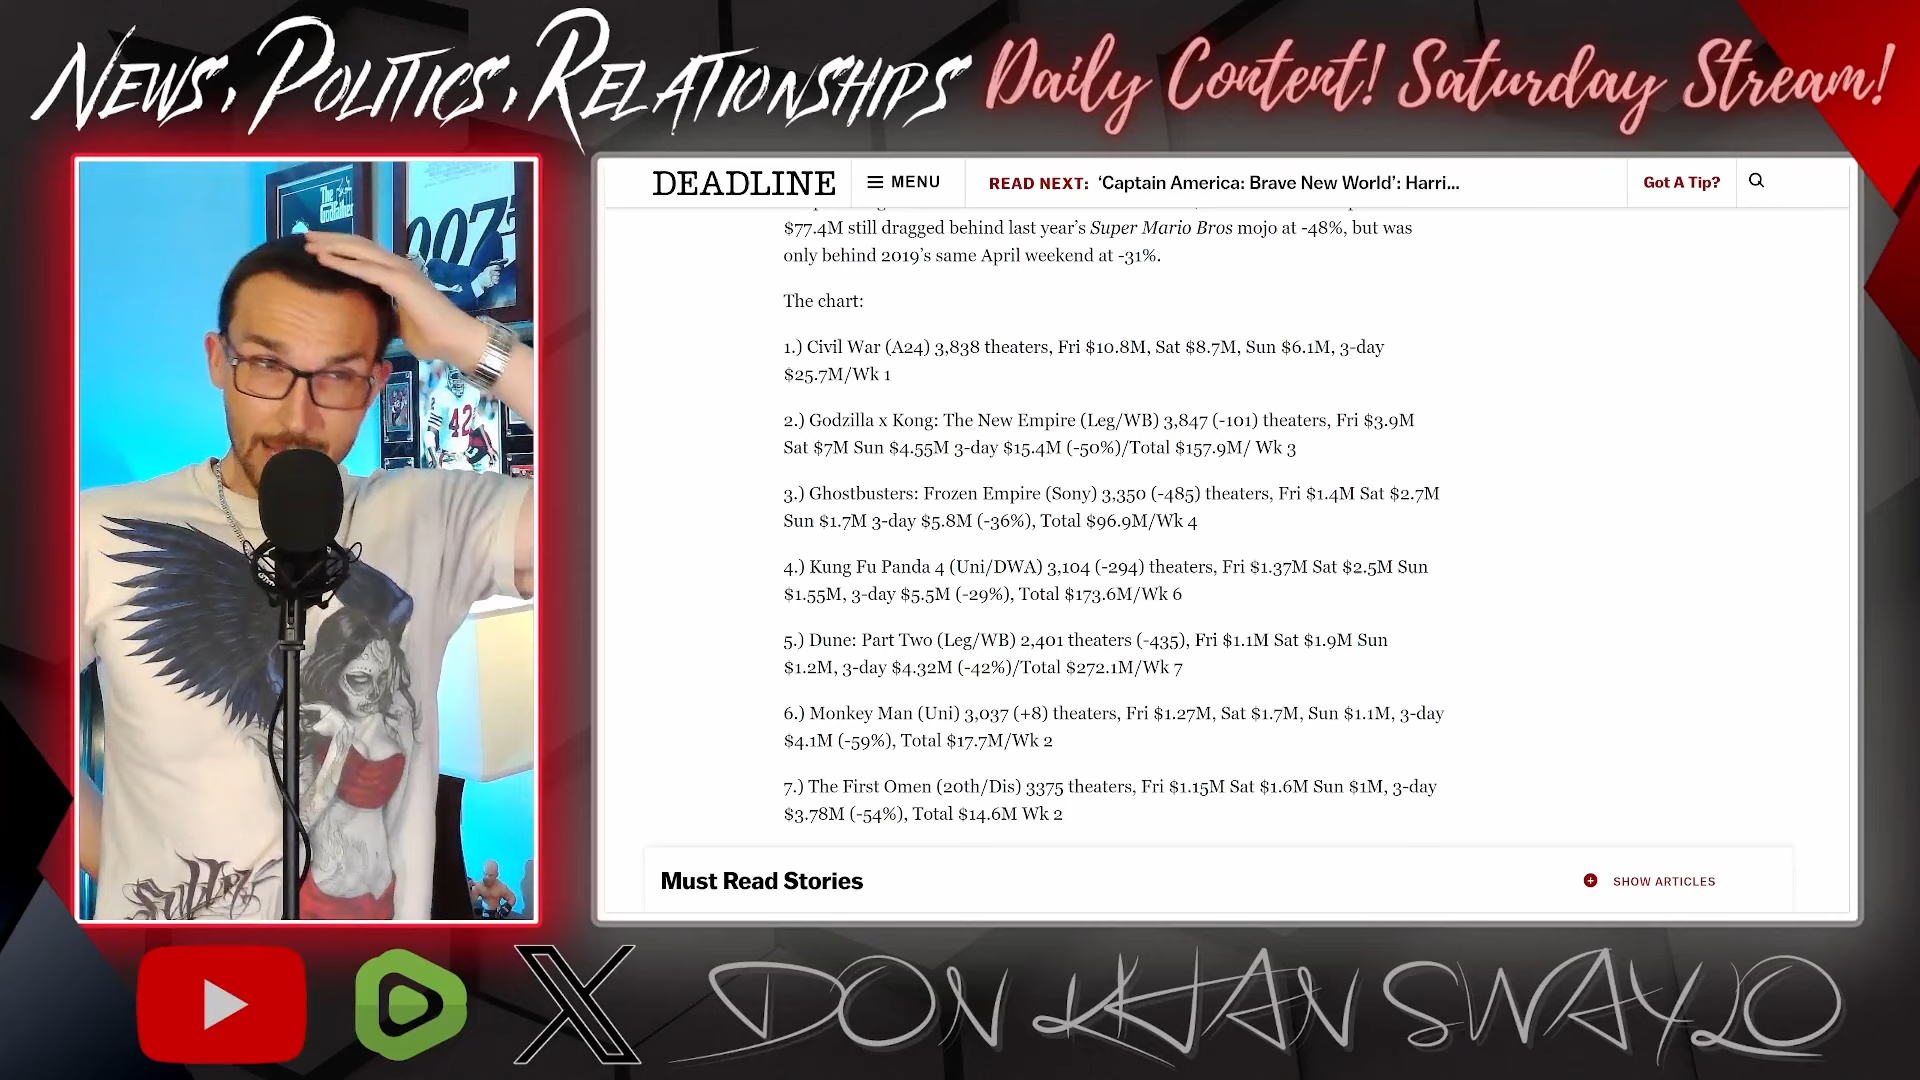 NEWS, POLITICS, RELATIONSHIPS Daily Content! Saturday Stream!
The Godfather
007
42
DEADLINE
MENU
READ NEXT: ‘Captain America: Brave New World’: Harri...
Got A Tip?
$77.4M still dragged behind last year’s Super Mario Bros mojo at -48%, but was
only behind 2019’s same April weekend at -31%.
The chart:
1.) Civil War (A24) 3,838 theaters, Fri $10.8M, Sat $8.7M, Sun $6.1M, 3-day
$25.7M/Wk 1
2.) Godzilla x Kong: The New Empire (Leg/WB) 3,847 (-101) theaters, Fri $3.9M
Sat $7M Sun $4.55M 3-day $15.4M (-50%)/Total $157.9M/ Wk 3
3.) Ghostbusters: Frozen Empire (Sony) 3,350 (-485) theaters, Fri $1.4M Sat $2.7M
Sun $1.7M 3-day $5.8M (-36%), Total $96.9M/Wk 4
4.) Kung Fu Panda 4 (Uni/DWA) 3,104 (-294) theaters, Fri $1.37M Sat $2.5M Sun
$1.55M, 3-day $5.5M (-29%), Total $173.6M/Wk 6
5.) Dune: Part Two (Leg/WB) 2,401 theaters (-435), Fri $1.1M Sat $1.9M Sun
$1.2M, 3-day $4.32M (-42%)/Total $272.1M/Wk 7
6.) Monkey Man (Uni) 3,037 (+8) theaters, Fri $1.27M, Sat $1.7M, Sun $1.1M, 3-day
$4.1M (-59%), Total $17.7M/Wk 2
7.) The First Omen (20th/Dis) 3375 theaters, Fri $1.15M Sat $1.6M Sun $1M, 3-day
$3.78M (-54%), Total $14.6M Wk 2
Must Read Stories
SHOW ARTICLES
DON KHAN SWAYLO